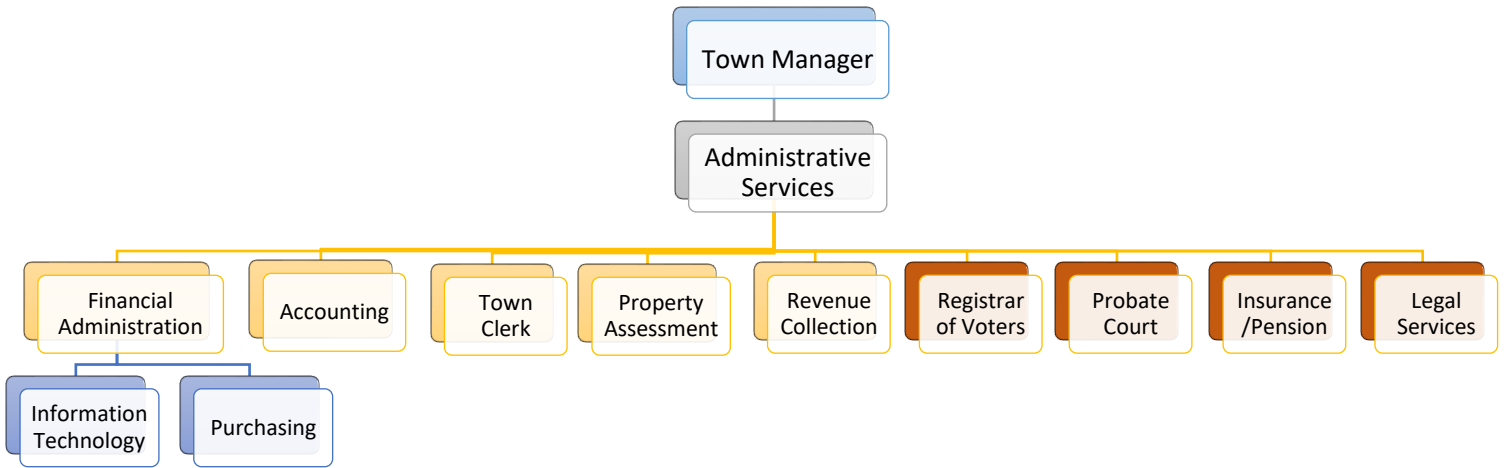 Town Manager
Administrative
Services
Financial
Administration
Accounting
Town
Clerk
Property
Assessment
Revenue
Collection
Registrar
of Voters
Probate
Court
Insurance
/Pension
Legal
Services
Information
Technology
Purchasing